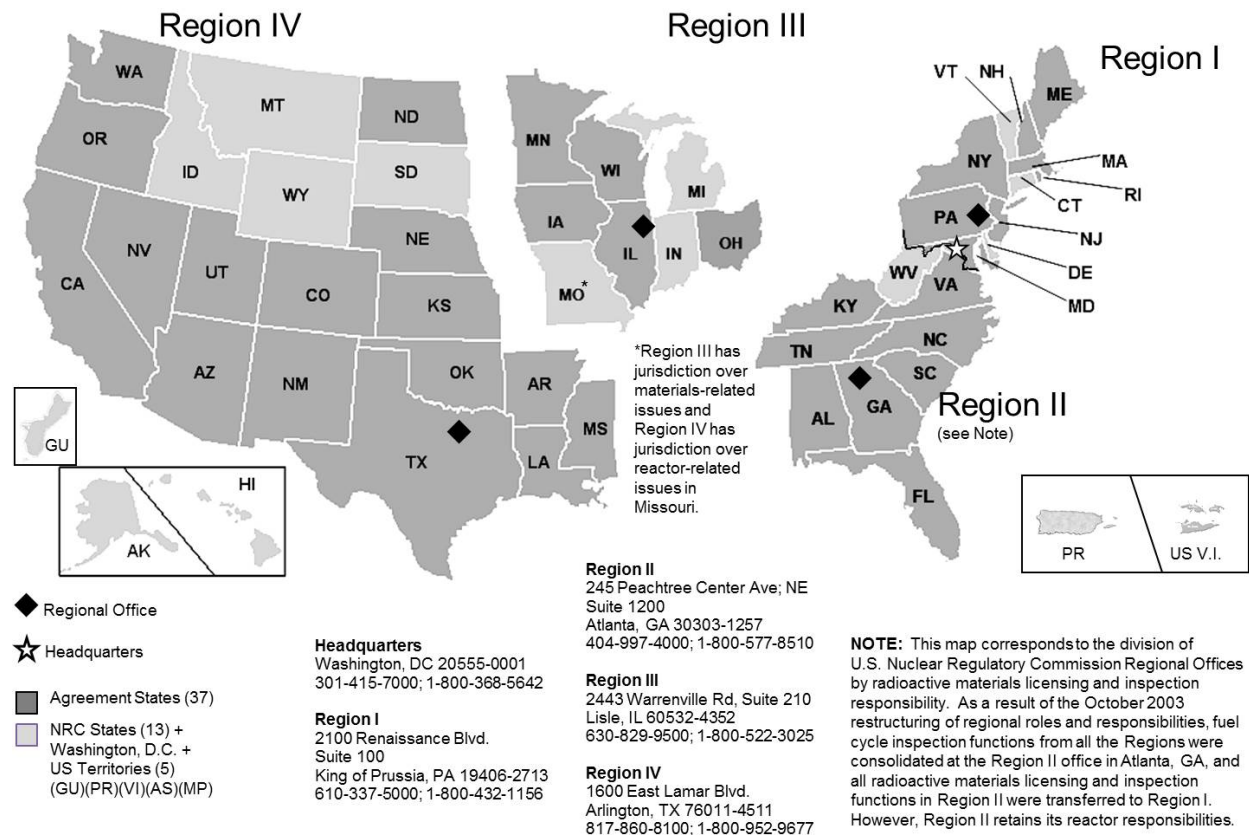 Region IV
Region III
Region I
WA
MT
ND
OR
ID
WY
SD
NE
NV
UT
CO
KS
CA
AZ
NM
OK
TX
AR
LA
MS
MN
WI
MI
IA
IL
IN
OH
MO*
*Region III has
jurisdiction over
materials-related
issues and
Region IV has
jurisdiction over
reactor-related
issues in
Missouri.
VT
NH
ME
NY
MA
RI
CT
PA
NJ
DE
MD
WV
VA
KY
NC
TN
SC
AL
GA
FL
Region II
(see Note)
GU
HI
AK
PR
US V.I.
Regional Office
Headquarters
Agreement States (37)
NRC States (13) +
Washington, D.C. +
US Territories (5)
(GU)(PR)(VI)(AS)(MP)
Headquarters
Washington, DC 20555-0001
301-415-7000; 1-800-368-5642
Region I
2100 Renaissance Blvd.
Suite 100
King of Prussia, PA 19406-2713
610-337-5000; 1-800-432-1156
Region II
245 Peachtree Center Ave; NE
Suite 1200
Atlanta, GA 30303-1257
404-997-4000; 1-800-577-8510
Region III
2443 Warrenville Rd, Suite 210
Lisle, IL 60532-4352
630-829-9500; 1-800-522-3025
Region IV
1600 East Lamar Blvd.
Arlington, TX 76011-4511
817-860-8100; 1-800-952-9677
NOTE: This map corresponds to the division of
U.S. Nuclear Regulatory Commission Regional Offices
by radioactive materials licensing and inspection
responsibility. As a result of the October 2003
restructuring of regional roles and responsibilities, fuel
cycle inspection functions from all the Regions were
consolidated at the Region II office in Atlanta, GA, and
all radioactive materials licensing and inspection
functions in Region II were transferred to Region I.
However, Region II retains its reactor responsibilities.